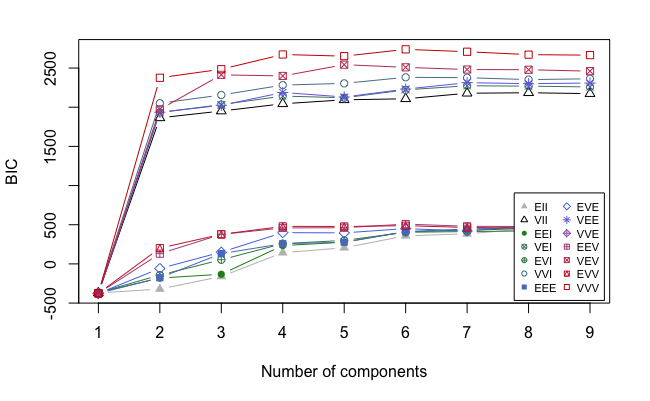 BIC
2500
1500
500
0
-500
1 2 3 4 5 6 7 8 9
Number of components
EII EVE
VII VEE
EEI VVE
VEI EEV
EVI VEV
VVI EVV
EEE VVV